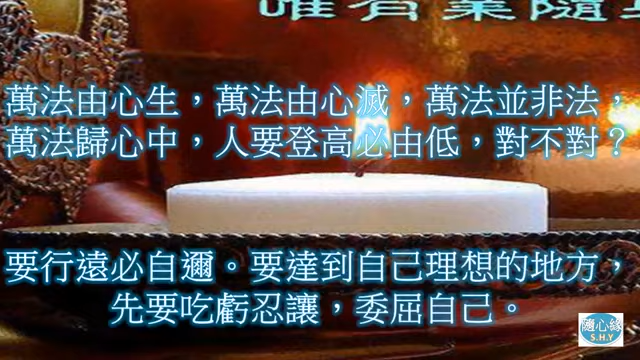 唯有業隨身
萬法由心生，萬法由心滅，萬法並非法，
萬法歸心中，人要登高必由低，對不對？
要行遠必自邇。要達到自己理想的地方，
先要吃虧忍讓，委屈自己。
隨心緣
S.H.Y